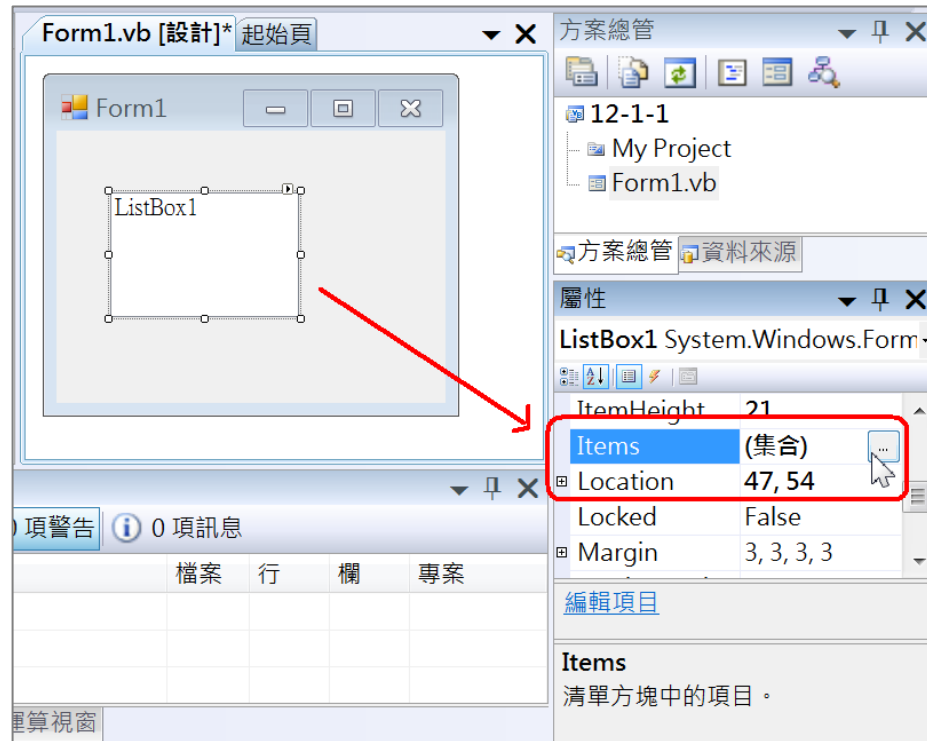 Form1.vb [設計]* 起始頁
Form1
ListBox1
方案總管
12-1-1
My Project
Form1.vb
方案總管 資料來源
屬性
ListBox1 System.Windows.Form
ItemHeight 21
Items (集合) ...
Location 47, 54
Locked False
Margin 3, 3, 3, 3
編輯項目
Items
清單方塊中的項目。
項警告 0 項訊息
檔案 行 欄 專案
運算視窗